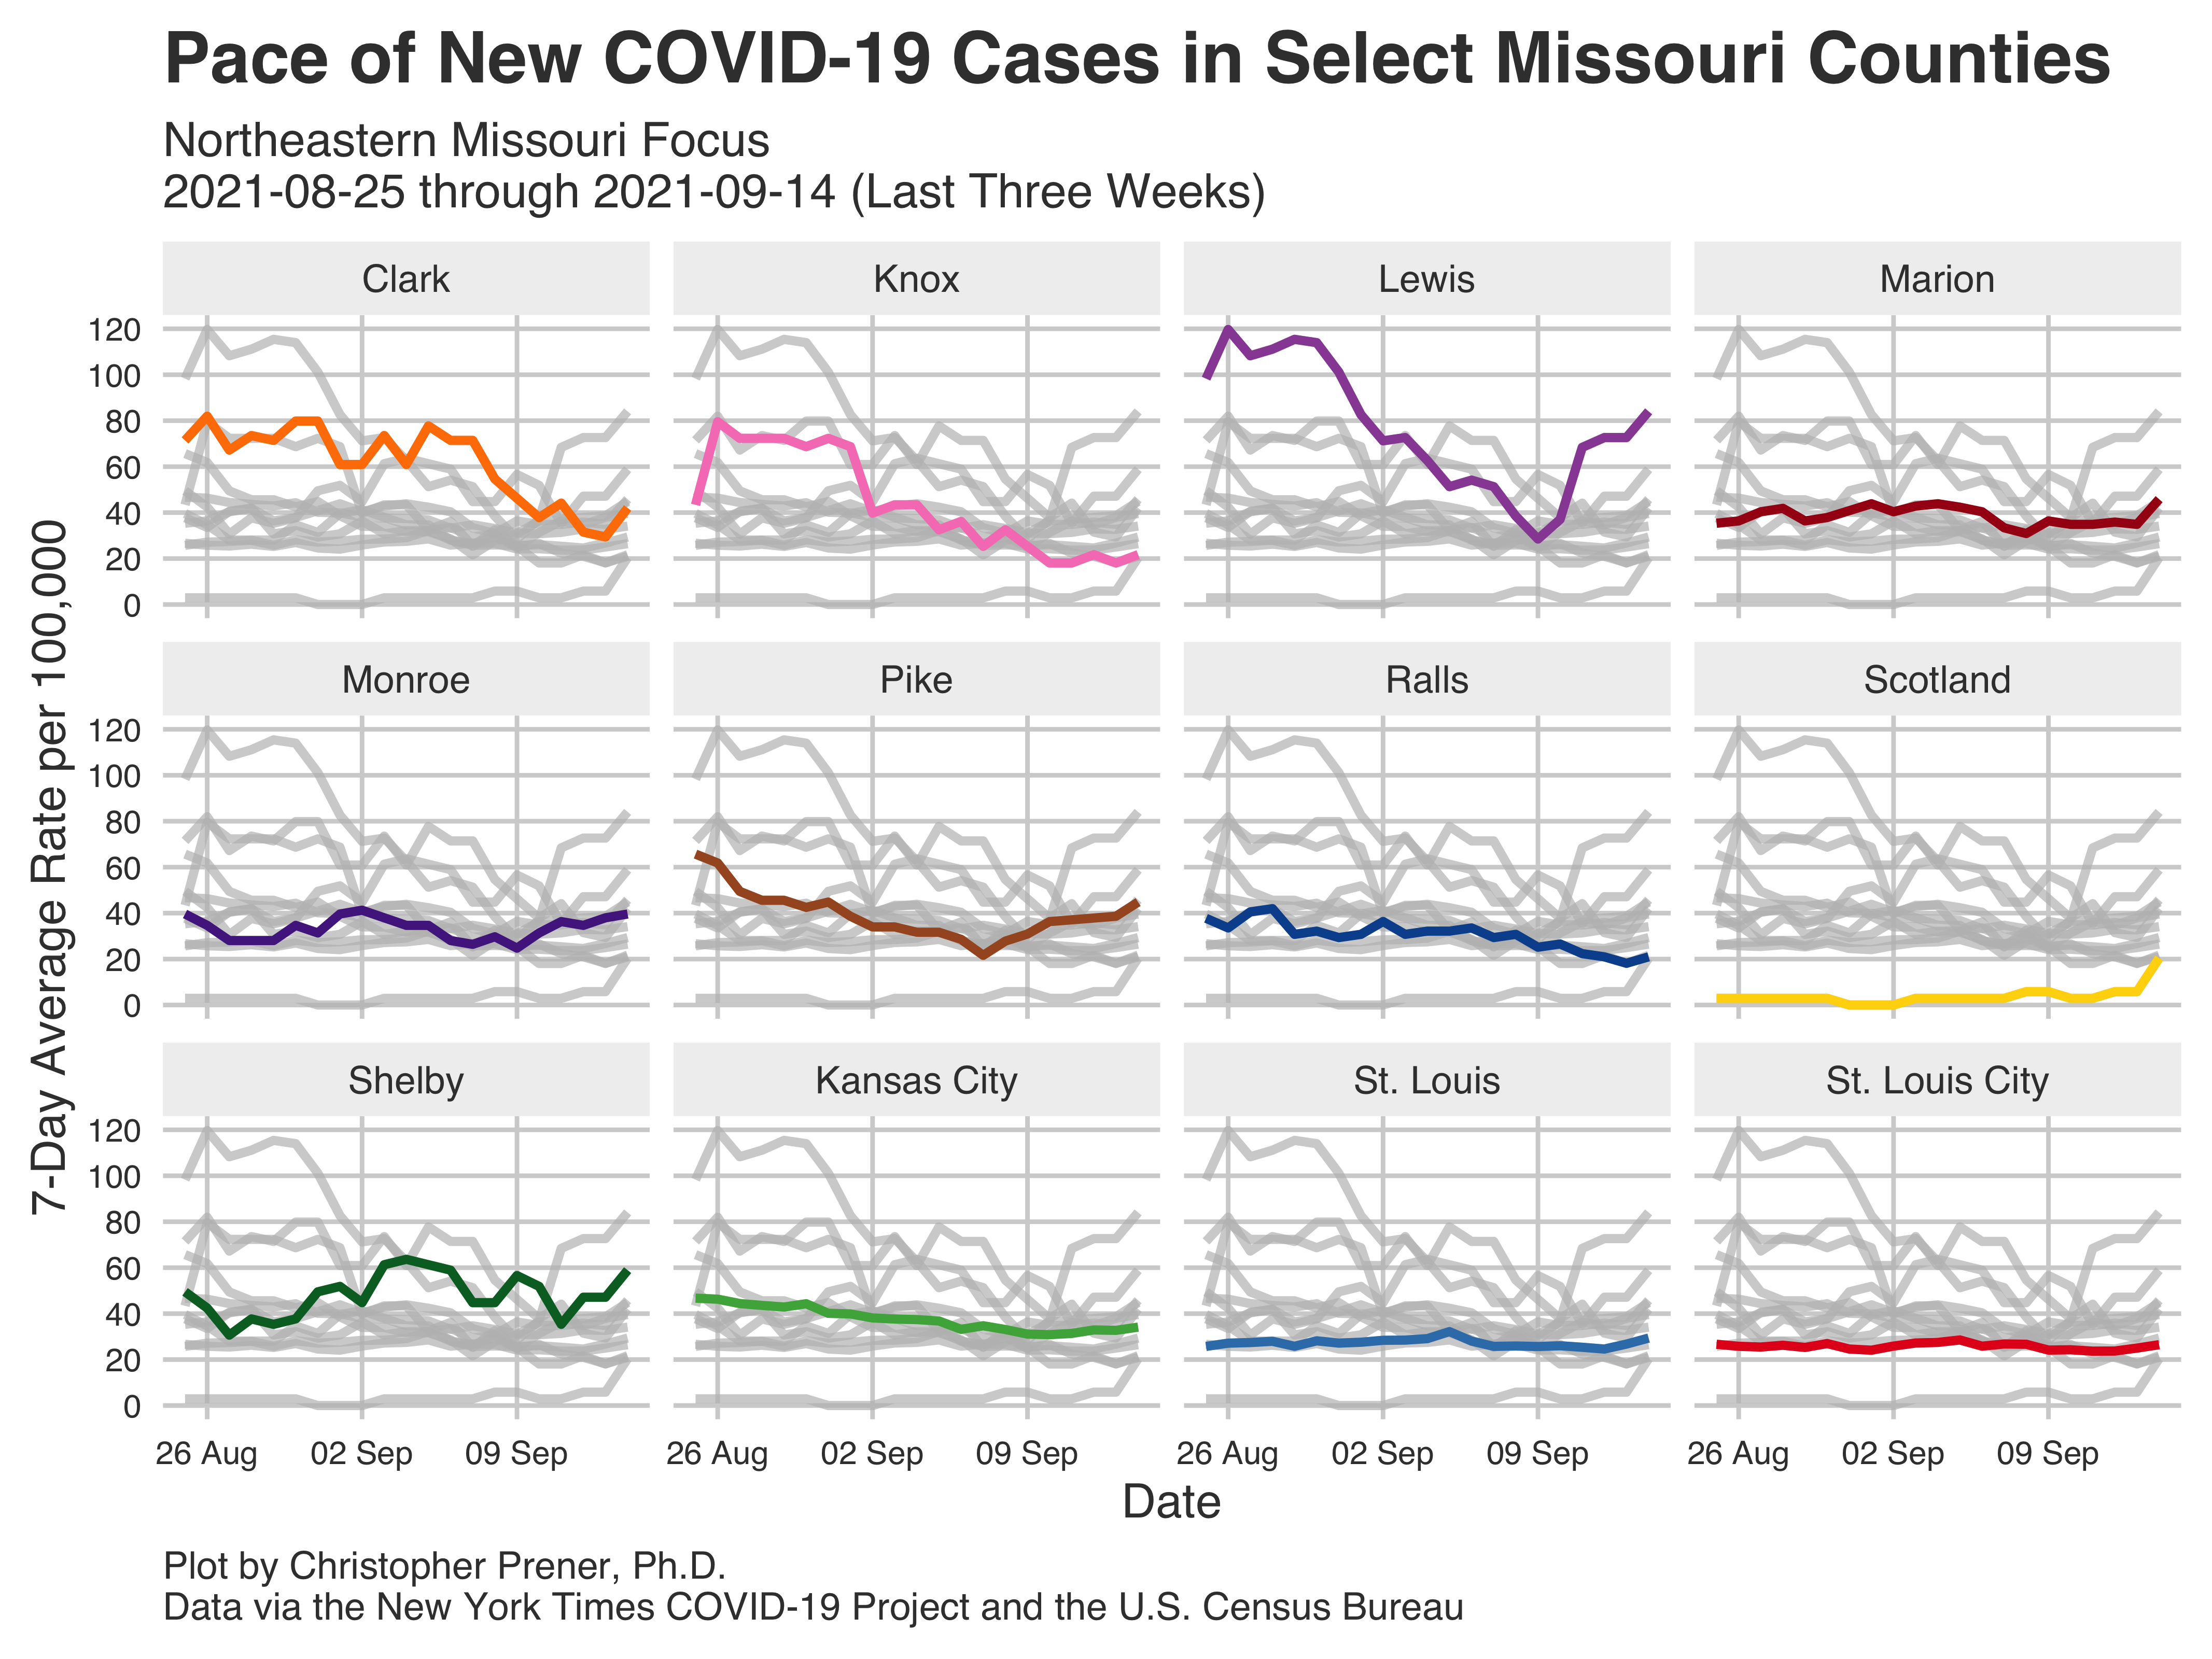 Pace of New COVID-19 Cases in Select Missouri Counties
Northeastern Missouri Focus
2021-08-25 through 2021-09-14 (Last Three Weeks)
Clark
Knox
Lewis
Marion
120
100
80
60
40
20
0
Monroe
Pike
Ralls
Scotland
120
100
80
60
40
20
0
Shelby
Kansas City
St. Louis
St. Louis City
120
100
80
60
40
20
0
7-Day Average Rate per 100,000
26 Aug 02 Sep 09 Sep
26 Aug 02 Sep 09 Sep
26 Aug 02 Sep 09 Sep
26 Aug 02 Sep 09 Sep
Date
Plot by Christopher Prener, Ph.D.
Data via the New York Times COVID-19 Project and the U.S. Census Bureau